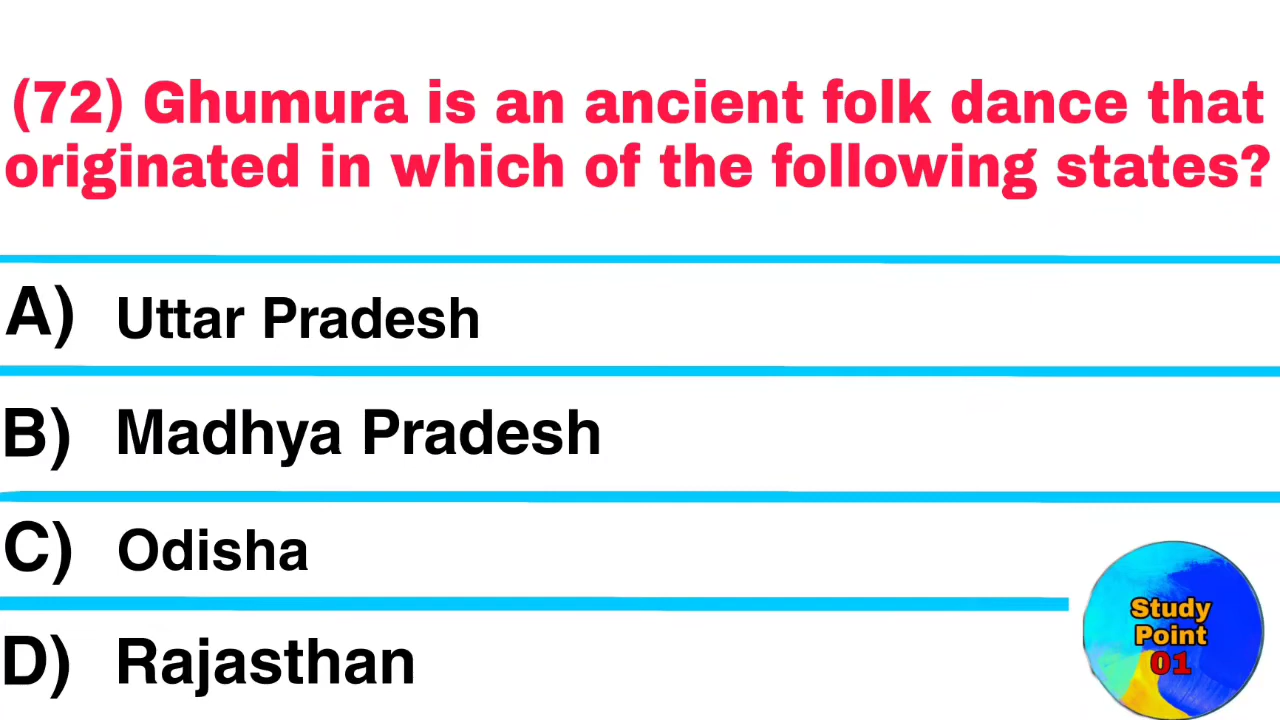 (72) Ghumura is an ancient folk dance that
originated in which of the following states?
A) Uttar Pradesh
B) Madhya Pradesh
C) Odisha
D) Rajasthan
Study
Point
01